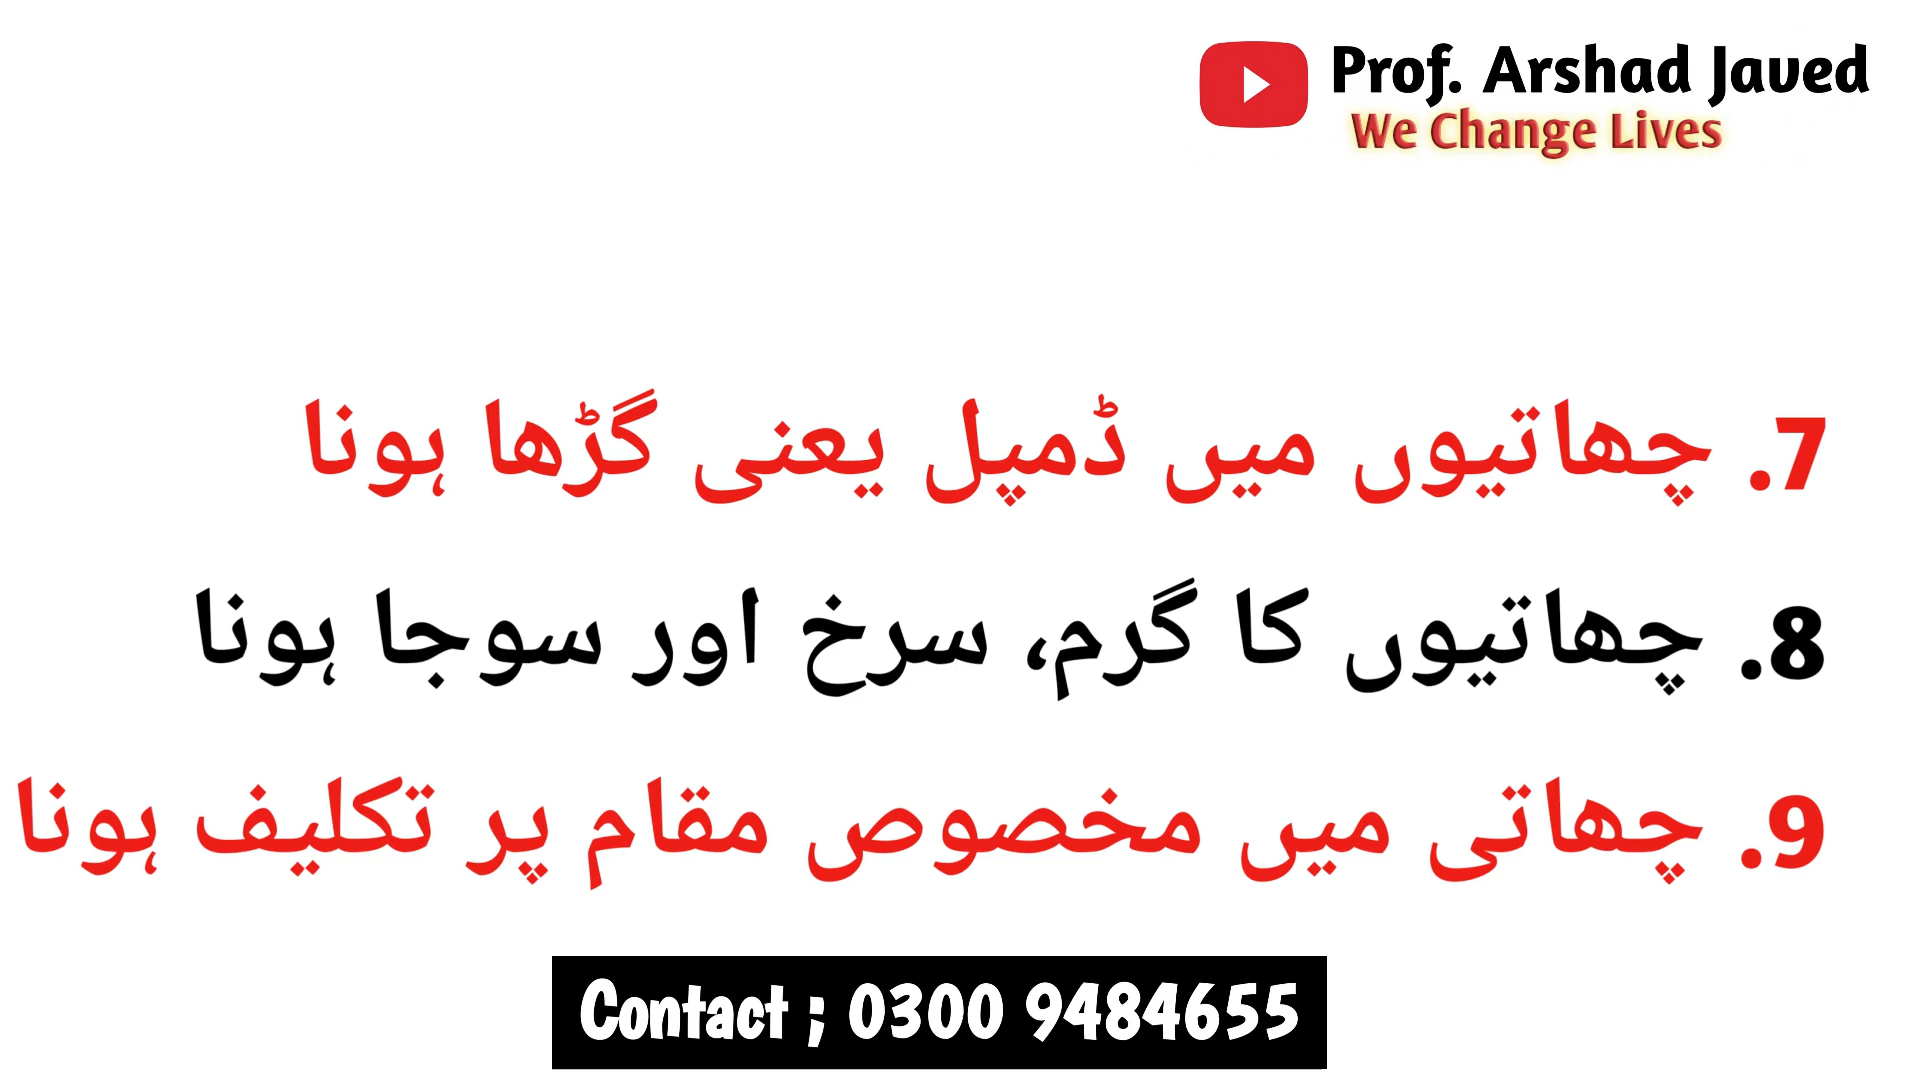 Prof. Arshad Javed
We Change Lives
7. چھاتیوں میں ڈمپل یعنی گڑھا ہونا
8. چھاتیوں کا گرم، سرخ اور سوجا ہونا
9. چھاتی میں مخصوص مقام پر تکلیف ہونا
Contact ; 0300 9484655